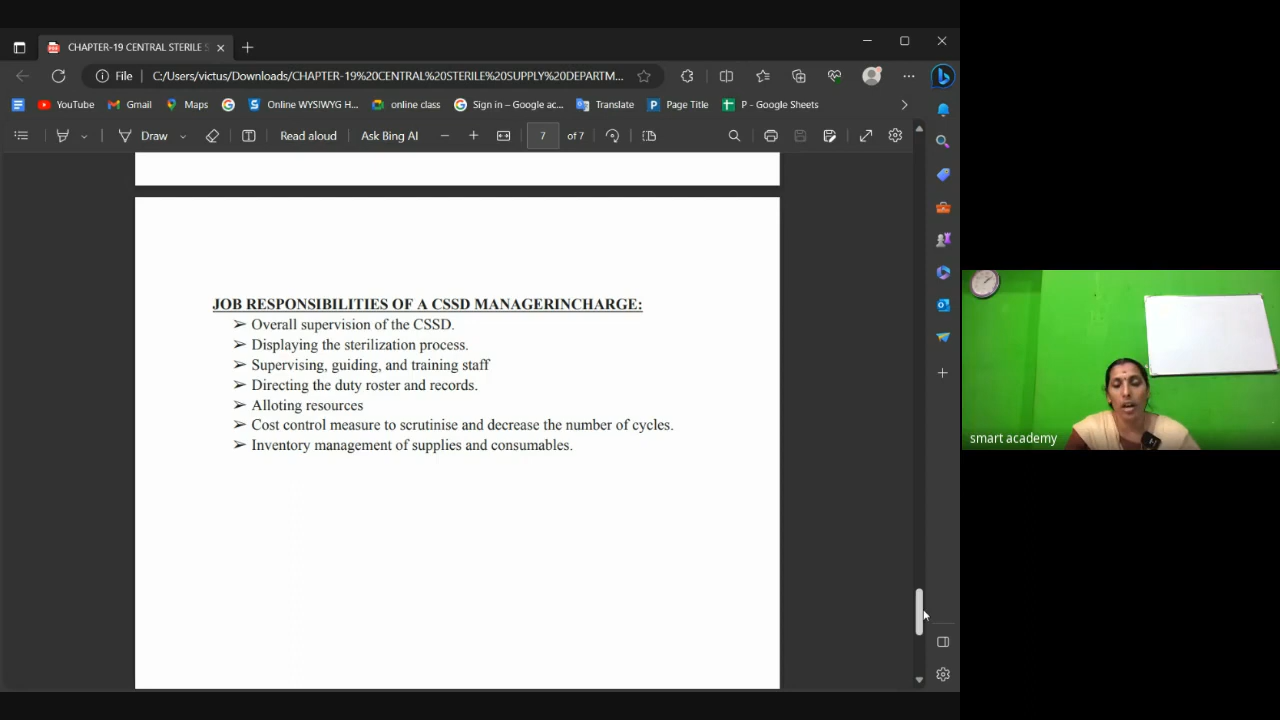 CHAPTER-19 CENTRAL STERILE S
File C:/Users/victus/Downloads/CHAPTER-19%20CENTRAL%20STERILE%20SUPPLY%20DEPARTM...
YouTube Gmail Maps Online WYSIWYG H... online class Sign in – Google ac... Translate Page Title P - Google Sheets
Draw Read aloud Ask Bing AI 7 of 7
JOB RESPONSIBILITIES OF A CSSD MANAGERINCHARGE:
➢ Overall supervision of the CSSD.
➢ Displaying the sterilization process.
➢ Supervising, guiding, and training staff
➢ Directing the duty roster and records.
➢ Alloting resources
➢ Cost control measure to scrutinise and decrease the number of cycles.
➢ Inventory management of supplies and consumables.
smart academy